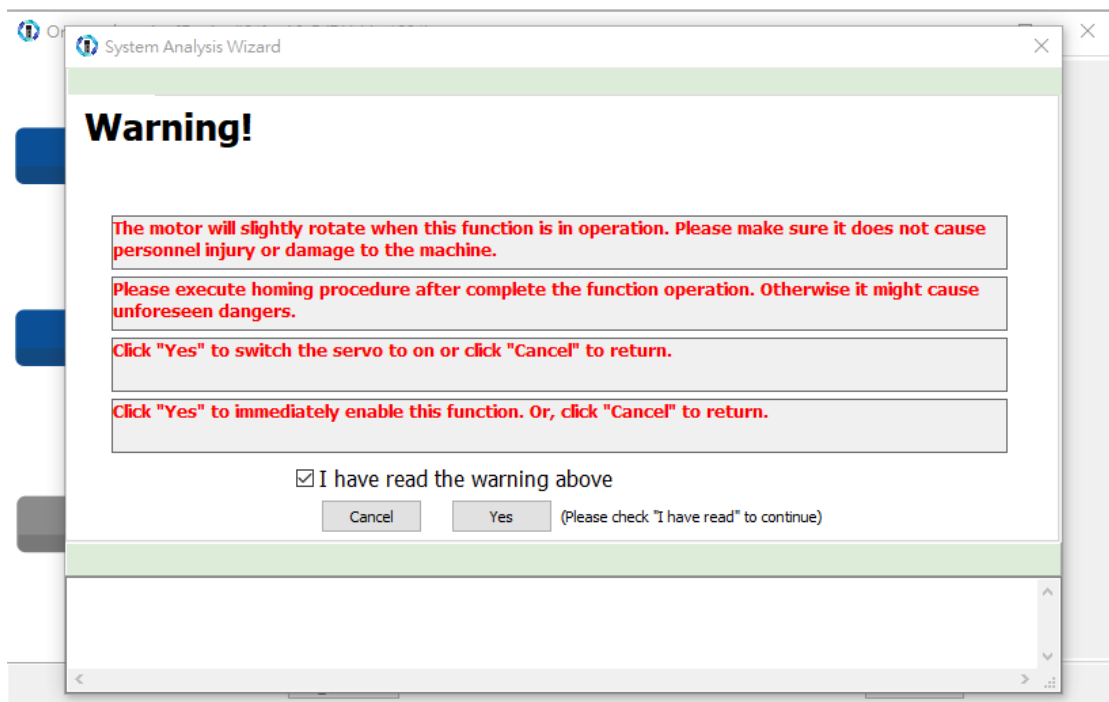 System Analysis Wizard
Warning!
The motor will slightly rotate when this function is in operation. Please make sure it does not cause
personnel injury or damage to the machine.
Please execute homing procedure after complete the function operation. Otherwise it might cause
unforeseen dangers.
Click "Yes" to switch the servo to on or click "Cancel" to return.
Click "Yes" to immediately enable this function. Or, click "Cancel" to return.
I have read the warning above
Cancel Yes (Please check "I have read" to continue)